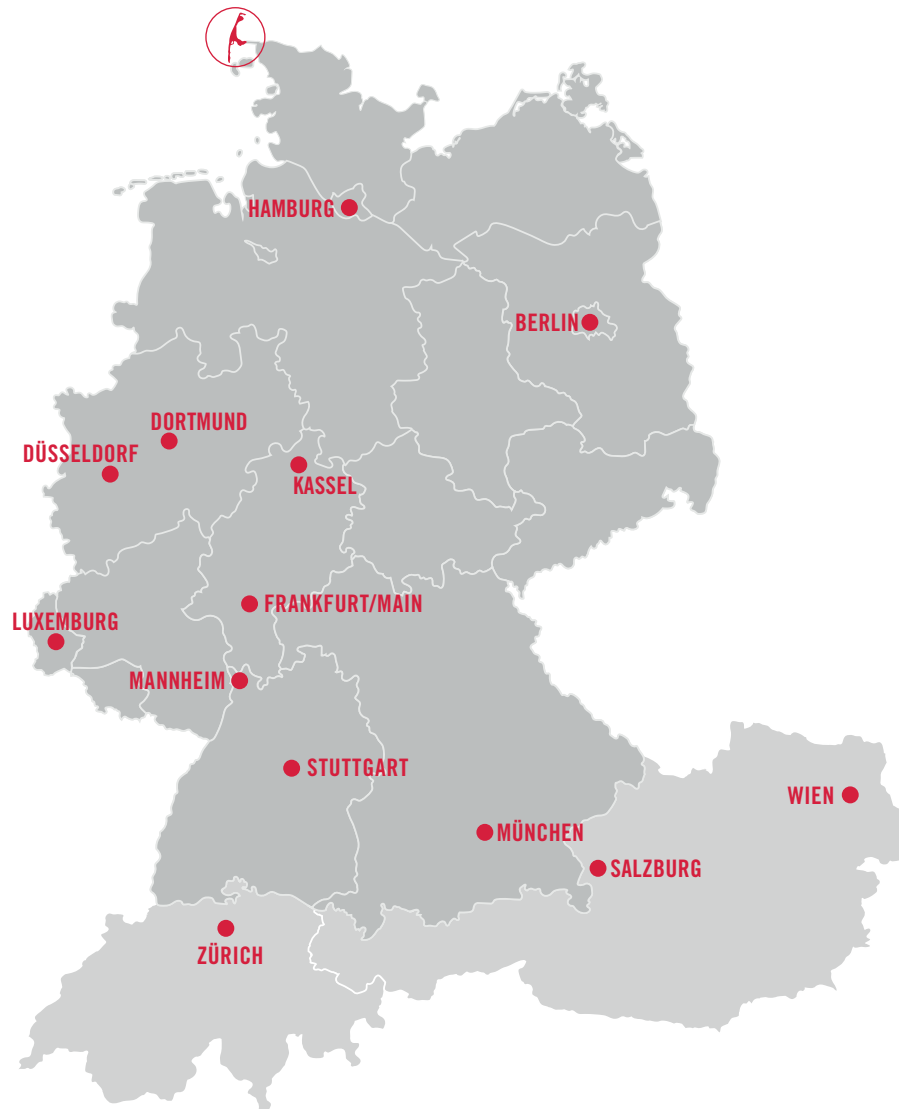 HAMBURG
BERLIN
DORTMUND
DÜSSELDORF
KASSEL
FRANKFURT/MAIN
LUXEMBURG
MANNHEIM
STUTTGART
WIEN
MÜNCHEN
SALZBURG
ZÜRICH